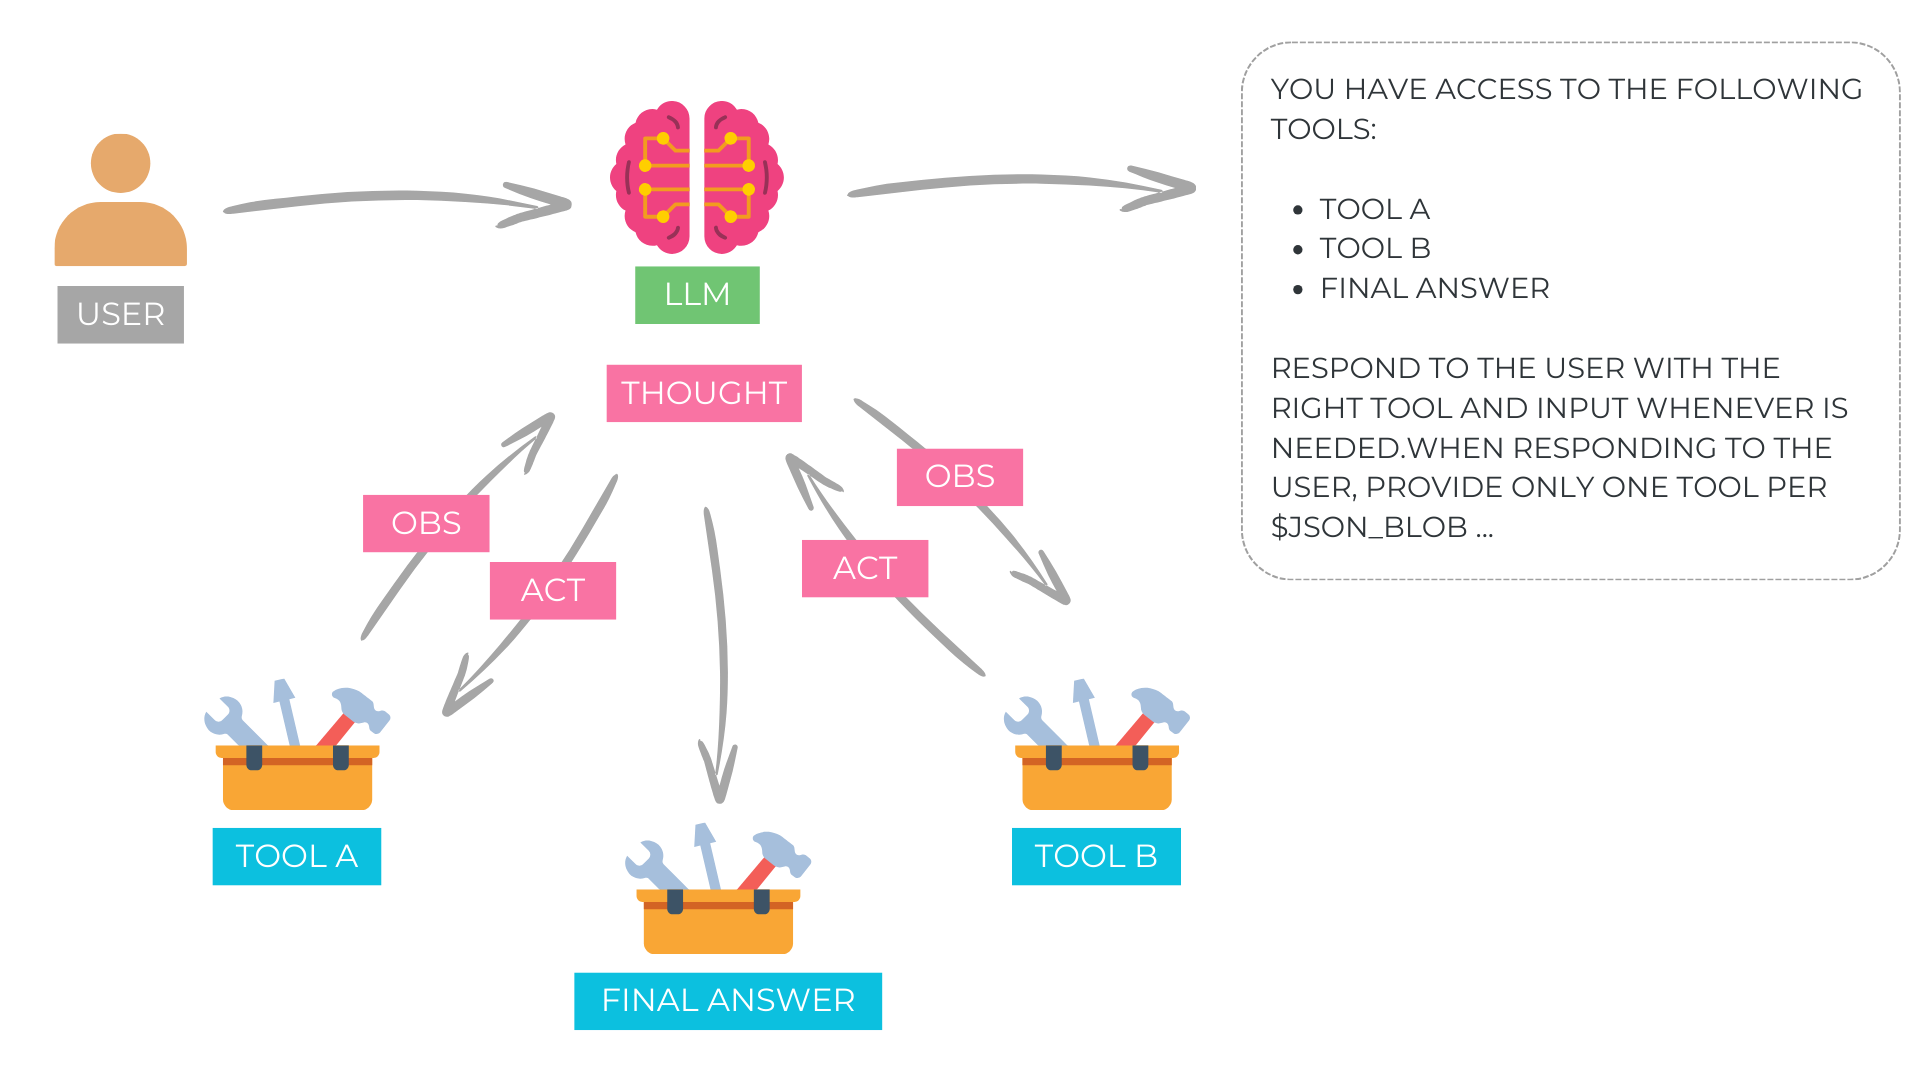 USER
LLM
THOUGHT
OBS
ACT
ACT
OBS
TOOL A
FINAL ANSWER
TOOL B
YOU HAVE ACCESS TO THE FOLLOWING
TOOLS:
• TOOL A
• TOOL B
• FINAL ANSWER
RESPOND TO THE USER WITH THE
RIGHT TOOL AND INPUT WHENEVER IS
NEEDED.WHEN RESPONDING TO THE
USER, PROVIDE ONLY ONE TOOL PER
$JSON_BLOB ...